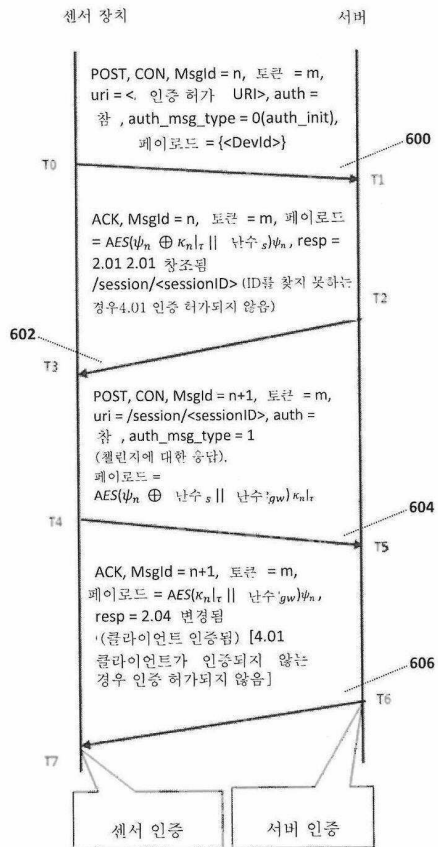 센서 장치
서버
POST, CON, MsgId = n, 토큰 = m,
uri = <. 인증 허가 URI>, auth =
참 , auth_msg_type = 0(auth_init),
페이로드 = {<DevId>}
600
T0
T1
ACK, MsgId = n, 토큰 = m, 페이로드
= AES(ψn ⊕ κn|τ || 난수 s)ψn, resp =
2.01 2.01 창조됨
/session/<sessionID> (ID를 찾지 못하는
경우4.01 인증 허가되지 않음)
T2
602
T3
POST, CON, MsgId = n+1, 토큰 = m,
uri = /session/<sessionID>, auth =
참 , auth_msg_type = 1
(챌린지에 대한 응답).
페이로드 =
AES(ψn ⊕ 난수 s || 난수'gw) κn|τ
T4
604
T5
ACK, MsgId = n+1, 토큰 = m,
페이로드 = AES(κn|τ || 난수'gw)ψn,
resp = 2.04 변경됨
'(클라이언트 인증됨) [4.01
클라이언트가 인증되지 않는
경우 인증 허가되지 않음]
606
T6
T7
센서 인증
서버 인증